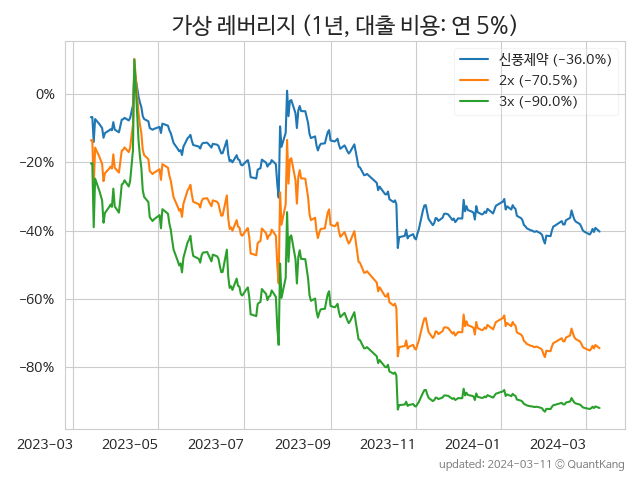 가상 레버리지 (1년, 대출 비용: 연 5%)
신풍제약 (−36.0%)
2x (−70.5%)
3x (−90.0%)
0%
−20%
−40%
−60%
−80%
2023-03 2023-05 2023-07 2023-09 2023-11 2024-01 2024-03
updated: 2024-03-11 © QuantKang